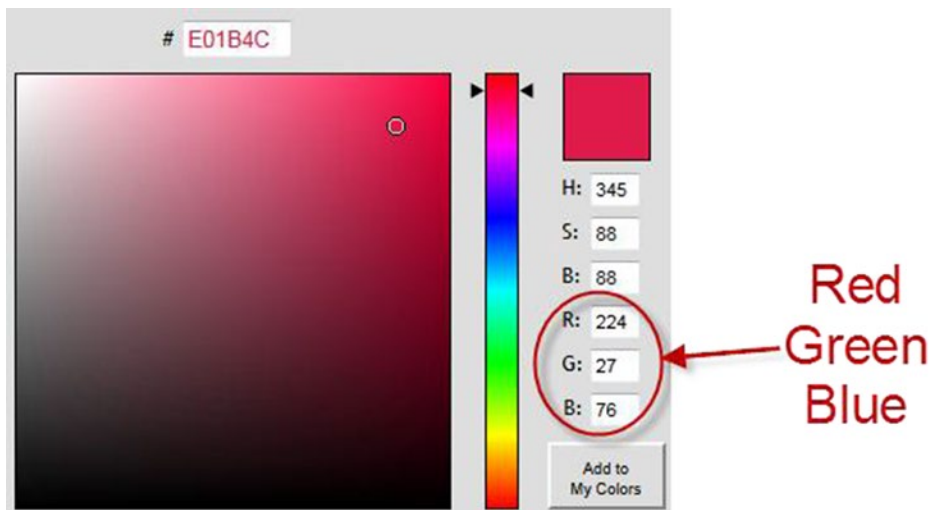 # E01B4C
H: 345
S: 88
B: 88
R: 224
G: 27
B: 76
Add to
My Colors
Red
Green
Blue